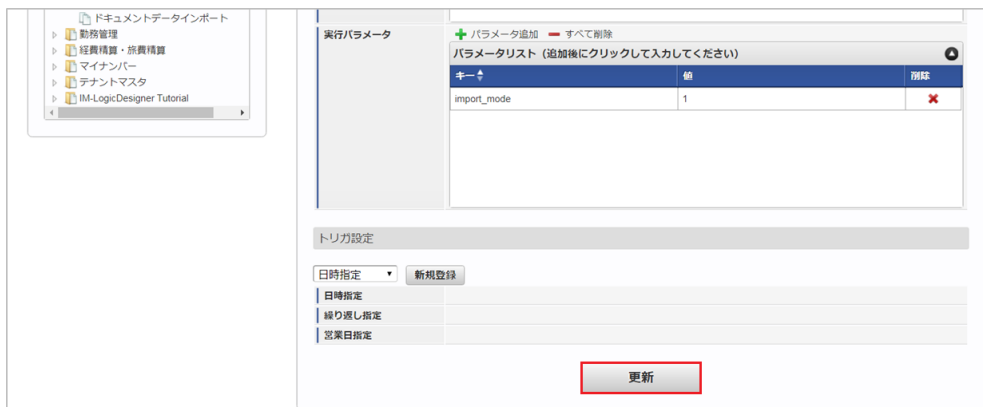 ドキュメントデータインポート
勤務管理
経費精算・旅費精算
マイナンバー
テナントマスタ
IM-LogicDesigner Tutorial
実行パラメータ
パラメータ追加 すべて削除
パラメータリスト（追加後にクリックして入力してください）
キー 値 削除
import_mode 1
トリガ設定
日時指定 新規登録
日時指定
繰り返し指定
営業日指定
更新